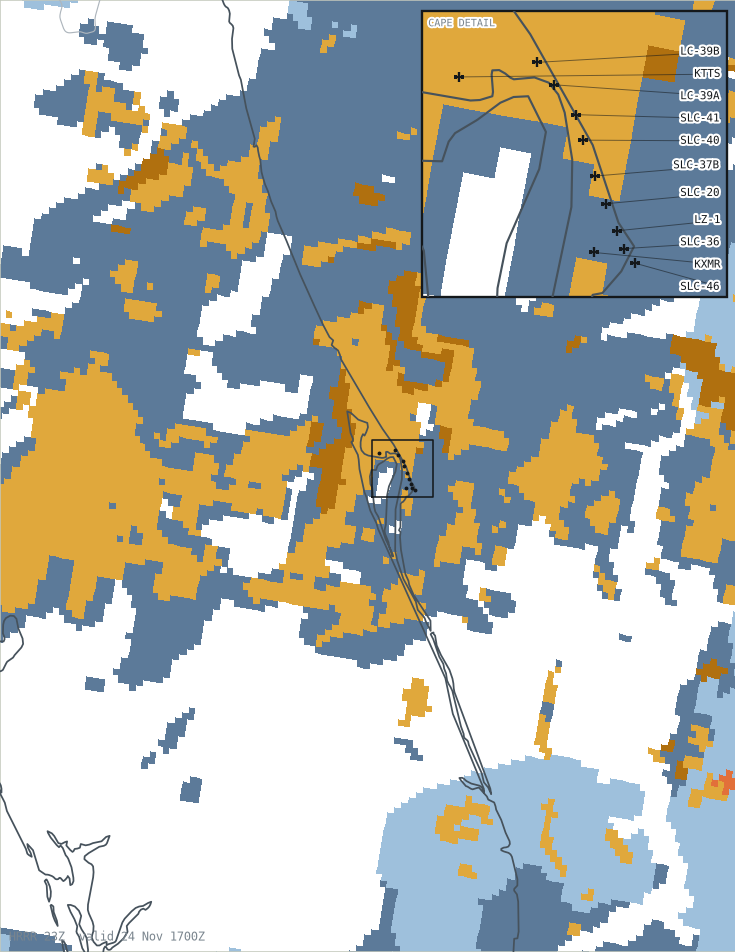 CAPE DETAIL
LC-39B
KTTS
LC-39A
SLC-41
SLC-40
SLC-37B
SLC-20
LZ-1
SLC-36
KXMR
SLC-46
valid 24 Nov 1700Z